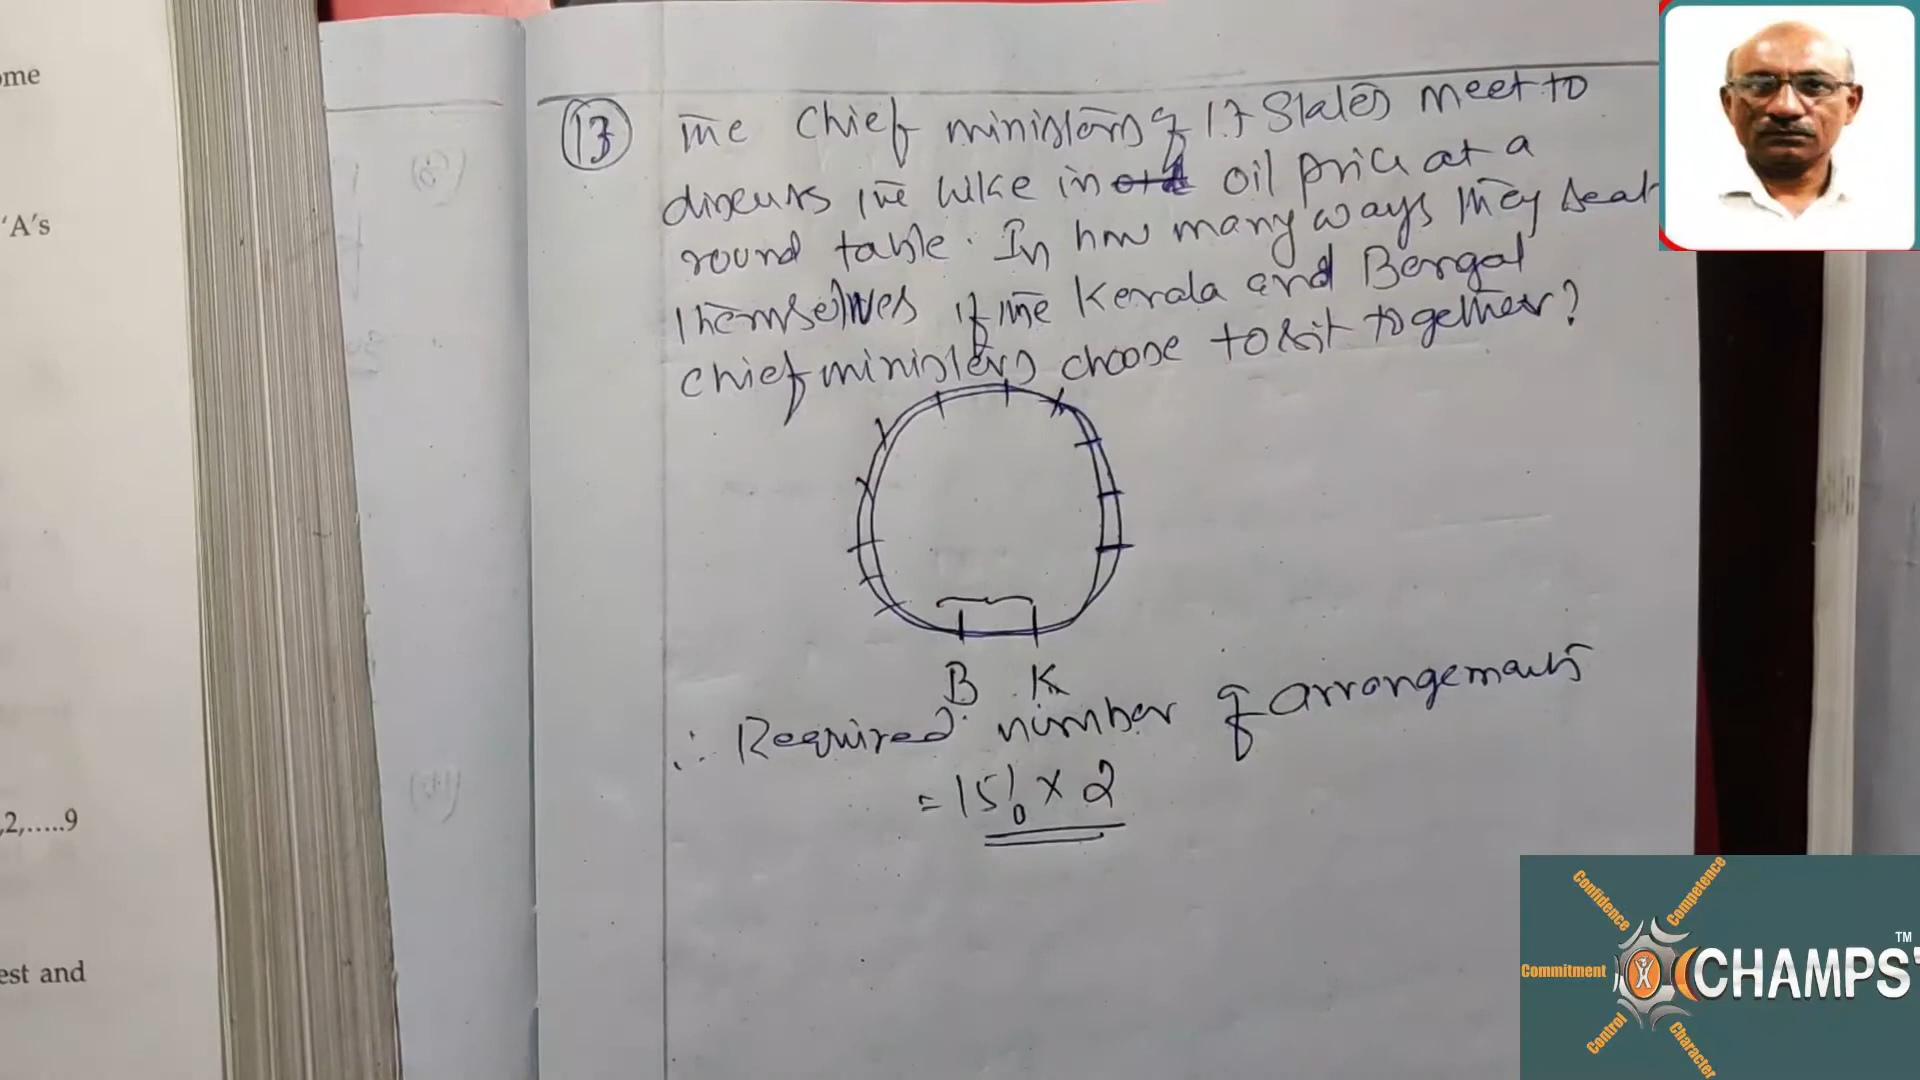 ome
'A's
,2,.....9
est and
13 The Chief ministers of 17 States meet to
discuss the hike in oil price at a
round table. In how many ways they seat
themselves if the Kerala and Bengal
chief ministers choose to sit together?
B K
∴ Required number of arrangements
= 15! × 2
Confidence
Competence
Commitment
CHAMPS
TM
Control
Character